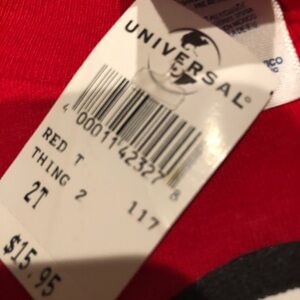 UNIVERSAL
4 00011 42327 8
RED T
THING 2
2T 117
$15.95